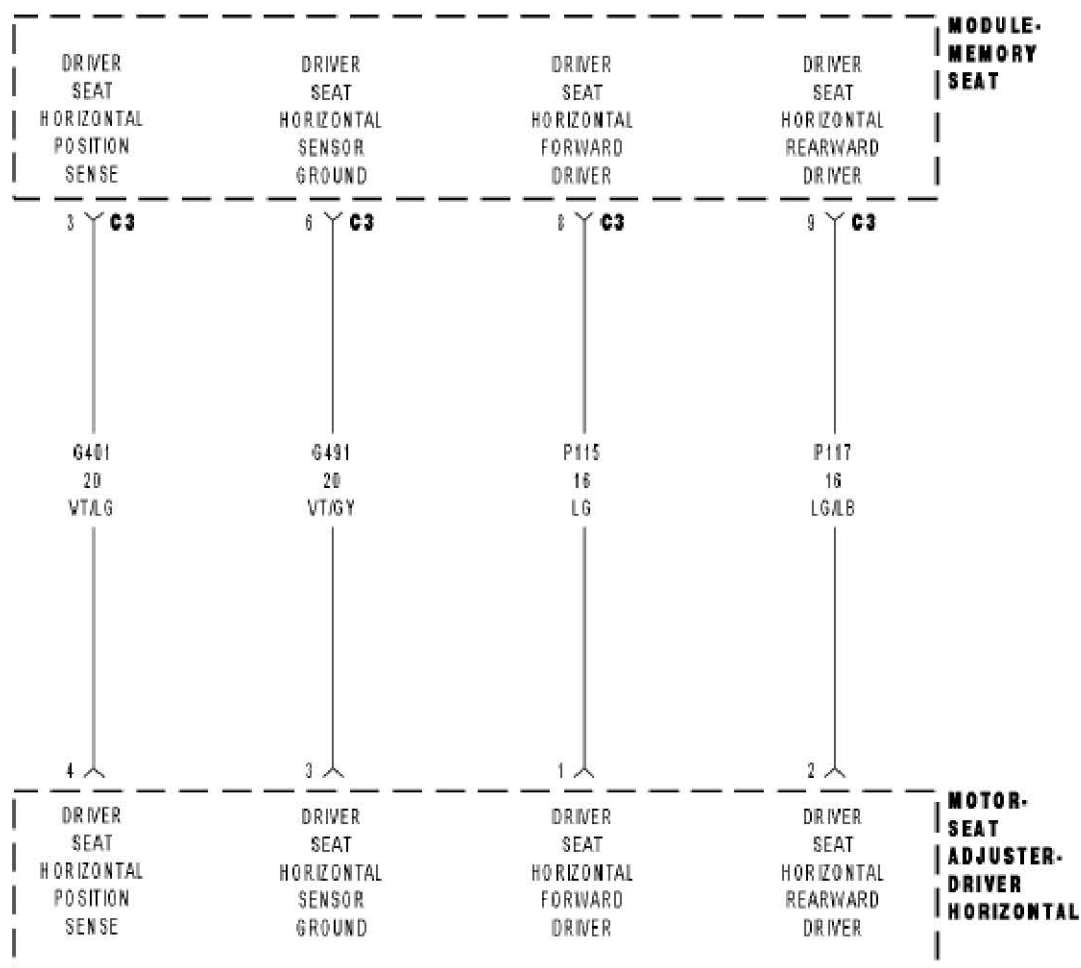 MODULE-
MEMORY
SEAT
DRIVER
SEAT
HORIZONTAL
POSITION
SENSE
DRIVER
SEAT
HORIZONTAL
SENSOR
GROUND
DRIVER
SEAT
HORIZONTAL
FORWARD
DRIVER
DRIVER
SEAT
HORIZONTAL
REARWARD
DRIVER
3 C3
6 C3
8 C3
9 C3
G401
20
VT/LG
G491
20
VT/GY
P115
16
LG
P117
16
LG/LB
4
3
1
2
DRIVER
SEAT
HORIZONTAL
POSITION
SENSE
DRIVER
SEAT
HORIZONTAL
SENSOR
GROUND
DRIVER
SEAT
HORIZONTAL
FORWARD
DRIVER
DRIVER
SEAT
HORIZONTAL
REARWARD
DRIVER
MOTOR-
SEAT
ADJUSTER-
DRIVER
HORIZONTAL